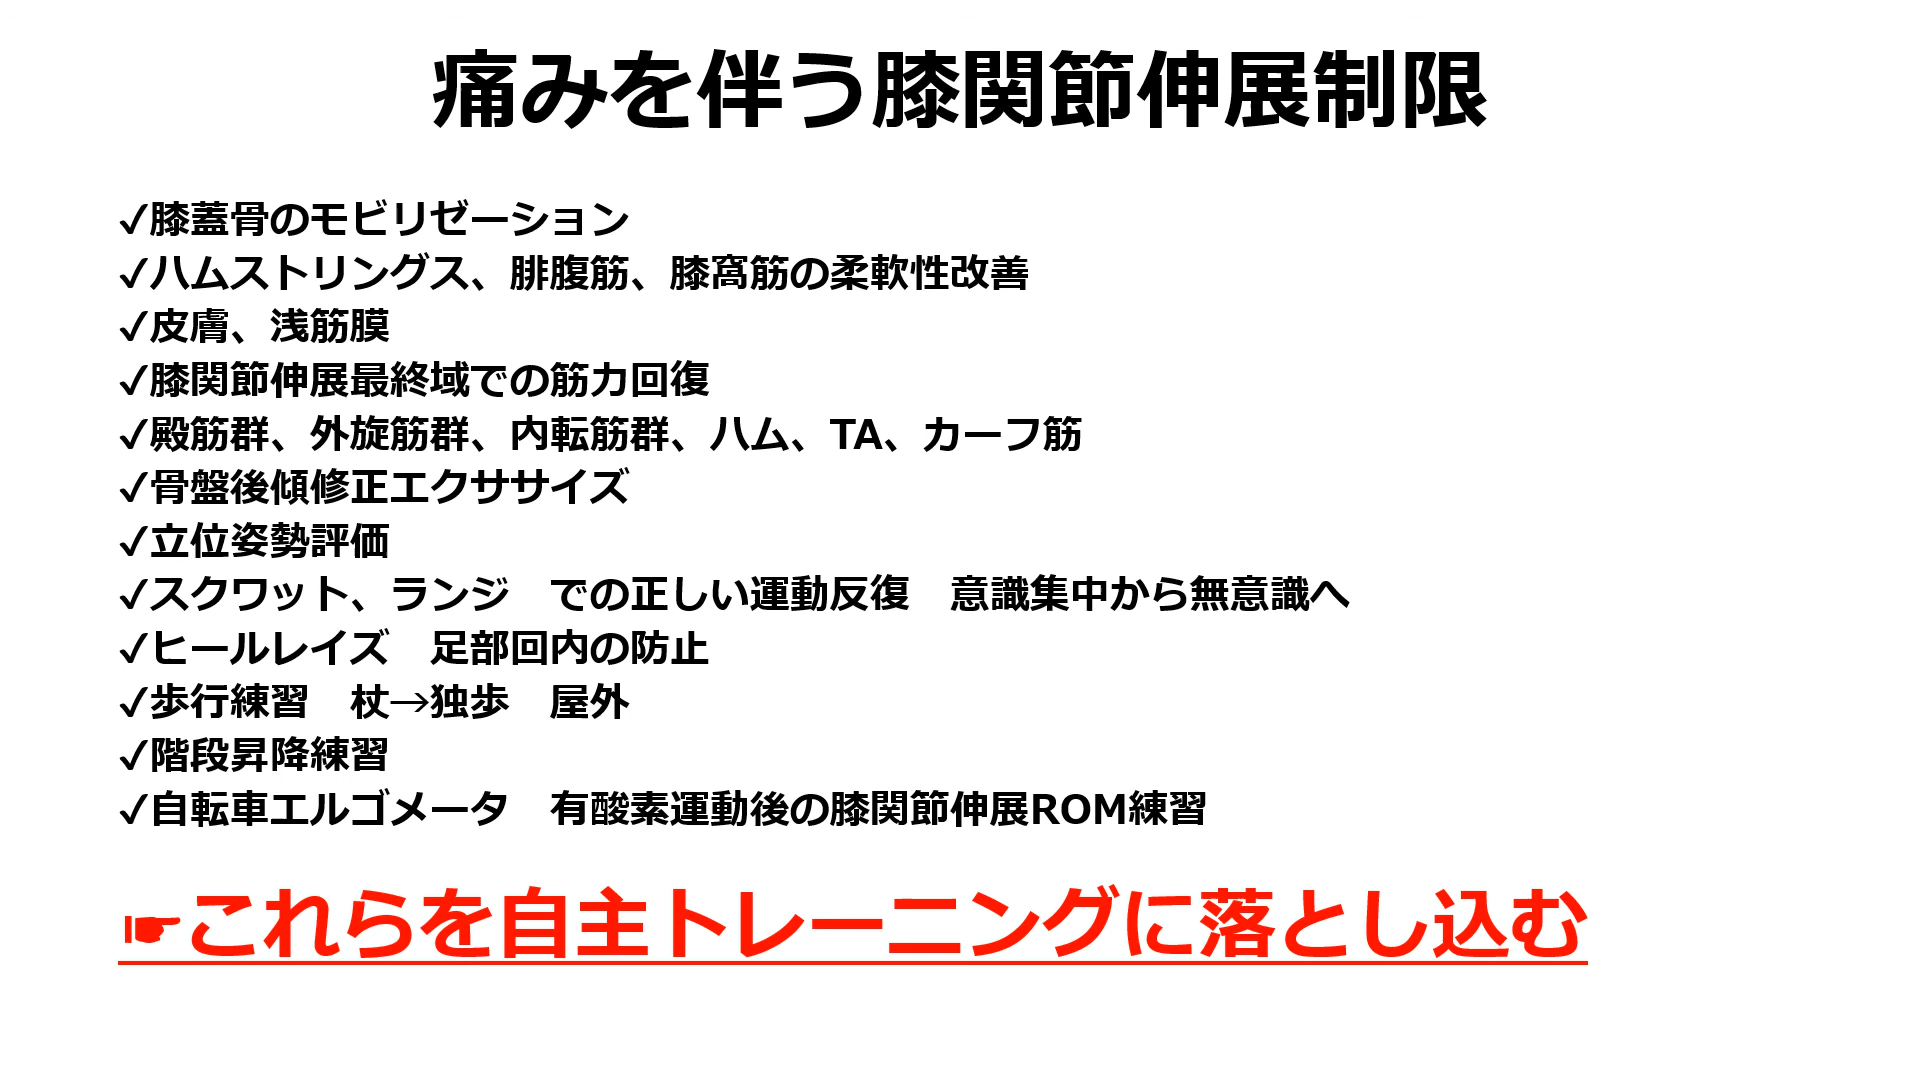 痛みを伴う膝関節伸展制限
✓膝蓋骨のモビリゼーション
✓ハムストリングス、腓腹筋、膝窩筋の柔軟性改善
✓皮膚、浅筋膜
✓膝関節伸展最終域での筋力回復
✓殿筋群、外旋筋群、内転筋群、ハム、TA、カーフ筋
✓骨盤後傾修正エクササイズ
✓立位姿勢評価
✓スクワット、ランジ　での正しい運動反復　意識集中から無意識へ
✓ヒールレイズ　足部回内の防止
✓歩行練習　杖→独歩　屋外
✓階段昇降練習
✓自転車エルゴメータ　有酸素運動後の膝関節伸展ROM練習
☛これらを自主トレーニングに落とし込む